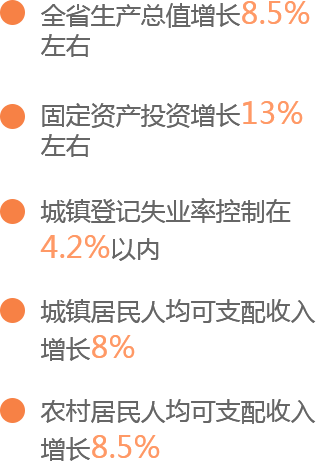 全省生产总值增长8.5%
左右
固定资产投资增长13%
左右
城镇登记失业率控制在
4.2%以内
城镇居民人均可支配收入
增长8%
农村居民人均可支配收入
增长8.5%